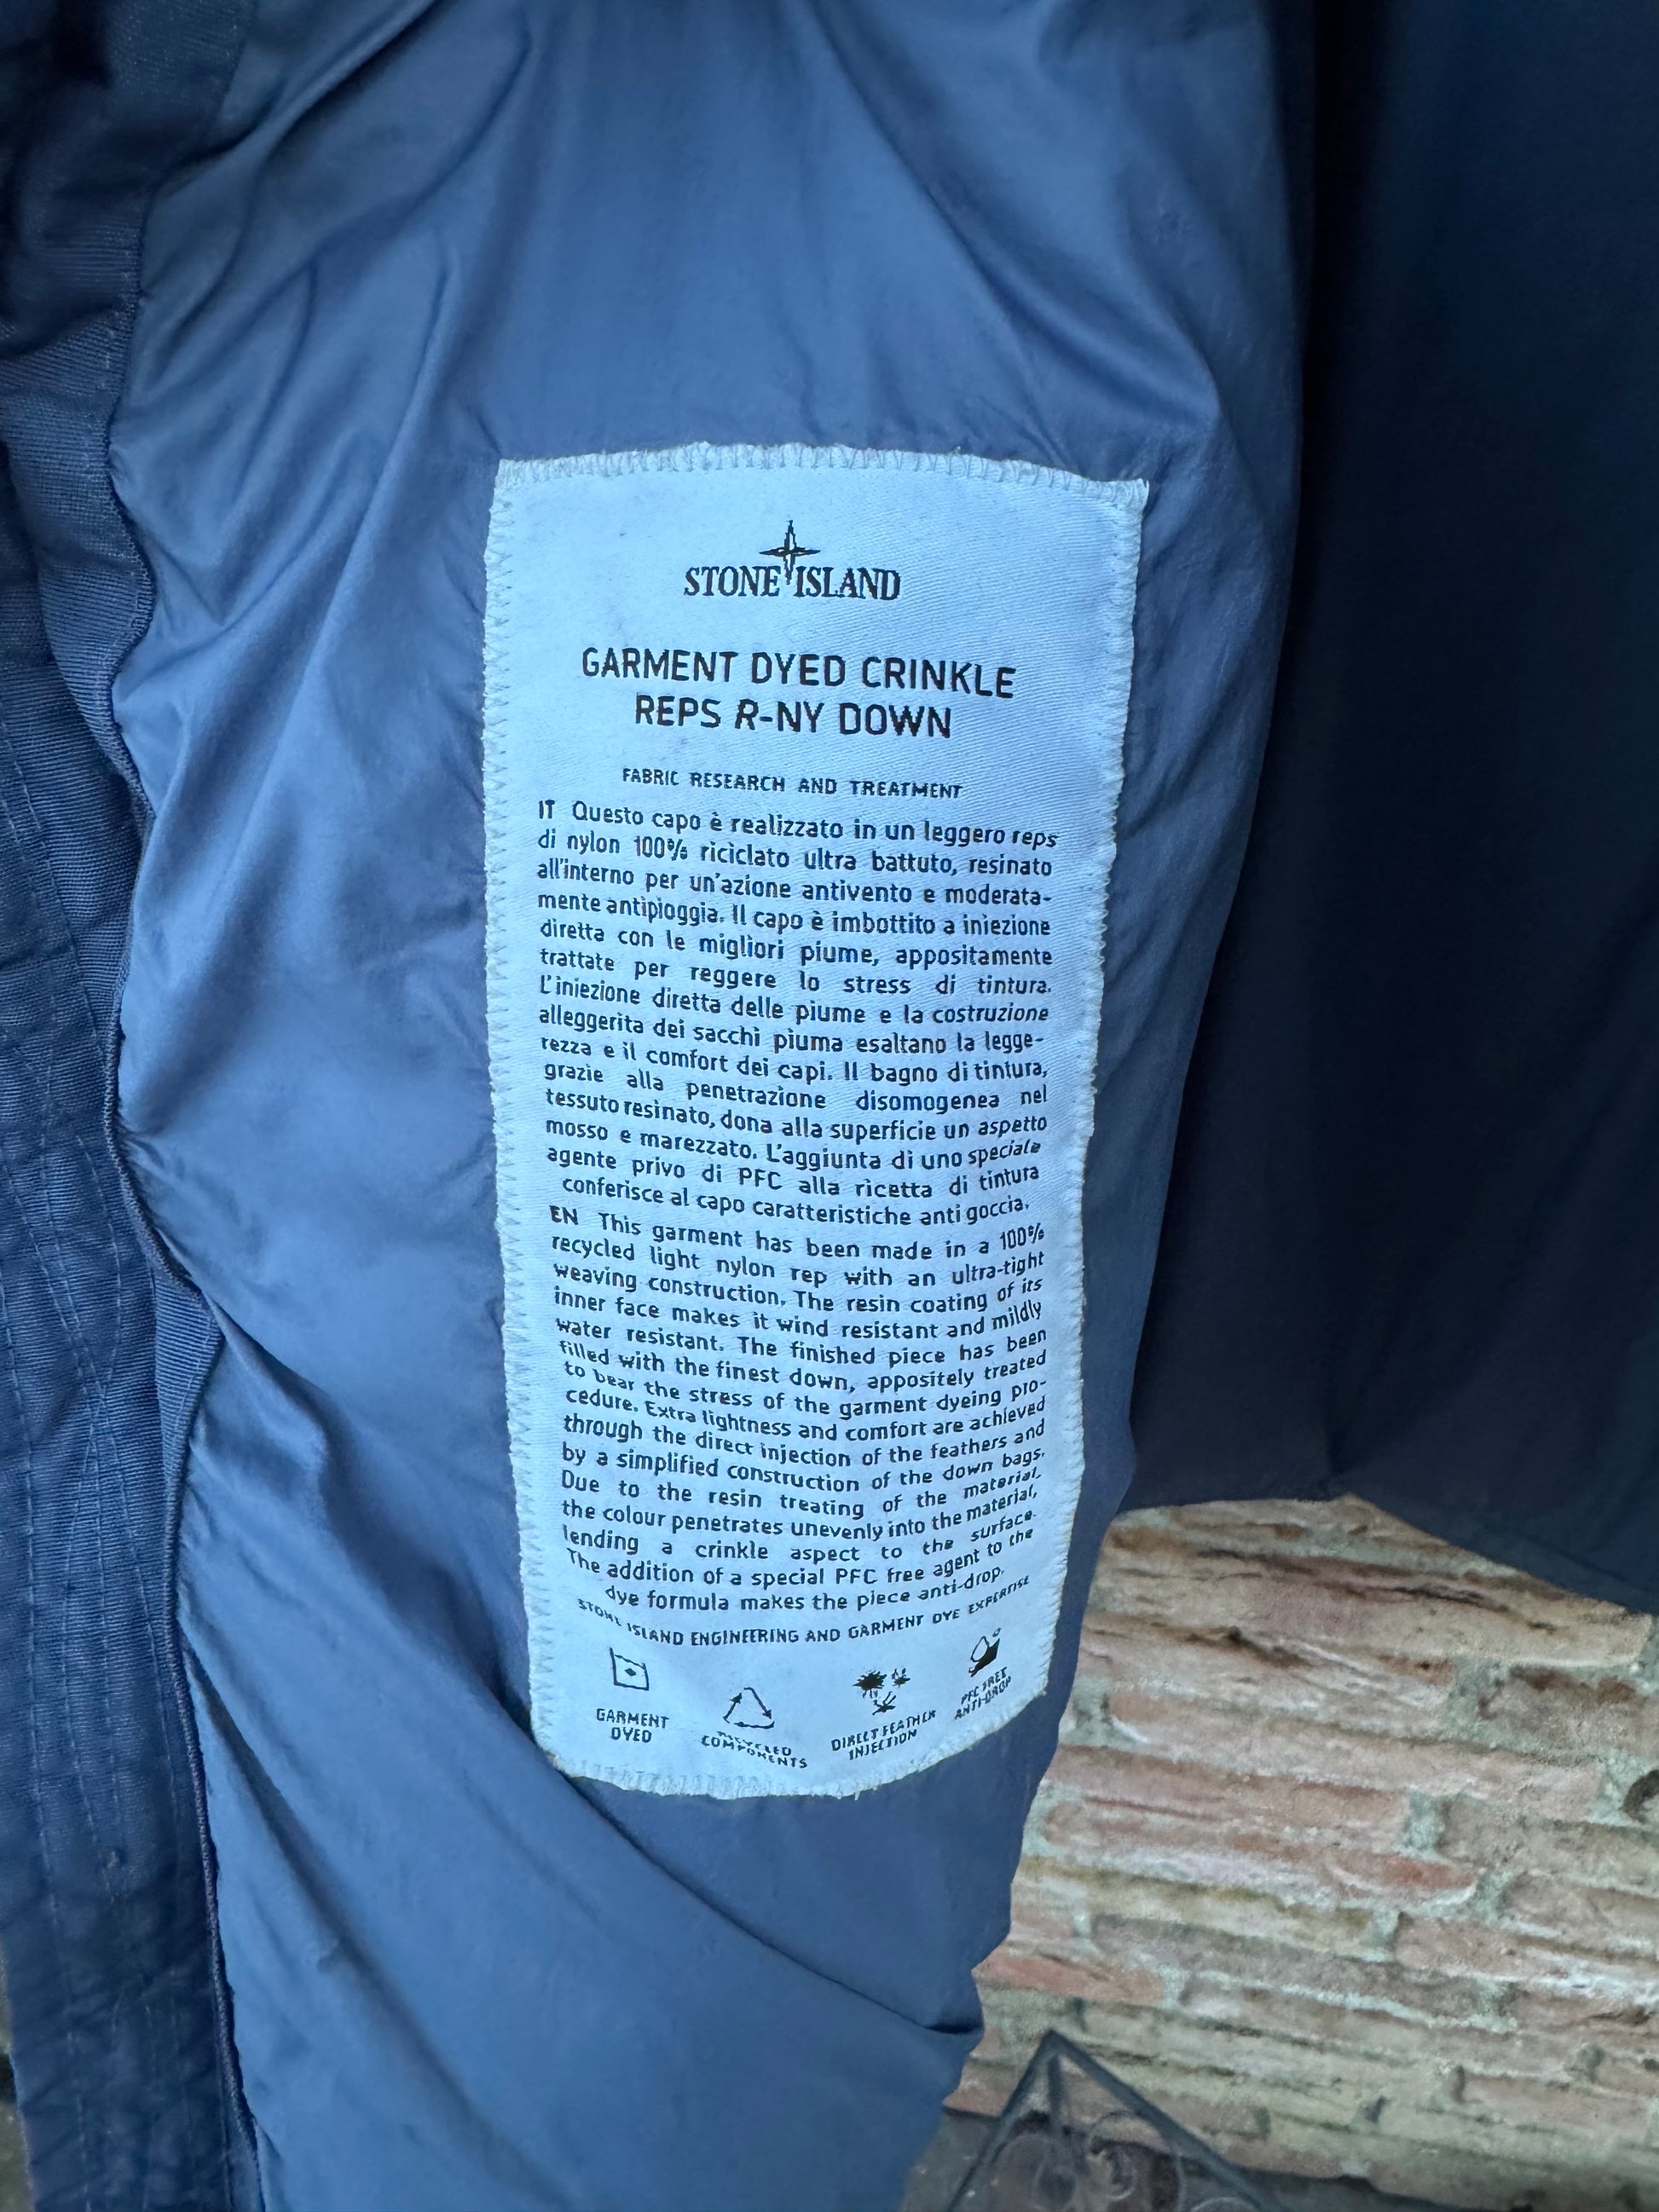 STONE ISLAND
GARMENT DYED CRINKLE
REPS R-NY DOWN
FABRIC RESEARCH AND TREATMENT
IT Questo capo è realizzato in un leggero reps
di nylon 100% riciclato ultra battuto, resinato
all'interno per un'azione antivento e moderata-
mente antipioggia. Il capo è imbottito a iniezione
diretta con le migliori piume, appositamente
trattate per reggere lo stress di tintura.
L'iniezione diretta delle piume e la costruzione
alleggerita dei sacchi piuma esaltano la legge-
rezza e il comfort dei capi. Il bagno di tintura,
grazie alla penetrazione disomogenea nel
tessuto resinato, dona alla superficie un aspetto
mosso e marezzato. L'aggiunta di uno speciale
agente privo di PFC alla ricetta di tintura
conferisce al capo caratteristiche anti goccia.
EN This garment has been made in a 100%
recycled light nylon rep with an ultra-tight
weaving construction. The resin coating of its
inner face makes it wind resistant and mildly
water resistant. The finished piece has been
filled with the finest down, appositely treated
to bear the stress of the garment dyeing pro-
cedure. Extra lightness and comfort are achieved
through the direct injection of the feathers and
by a simplified construction of the down bags.
Due to the resin treating of the material,
the colour penetrates unevenly into the material,
lending a crinkle aspect to the surface.
The addition of a special PFC free agent to the
dye formula makes the piece anti-drop.
STONE ISLAND ENGINEERING AND GARMENT DYE EXPERTISE
GARMENT
DYED
RECYCLED
COMPONENTS
DIRECT FEATHER
INJECTION
PFC FREE
ANTI-DROP